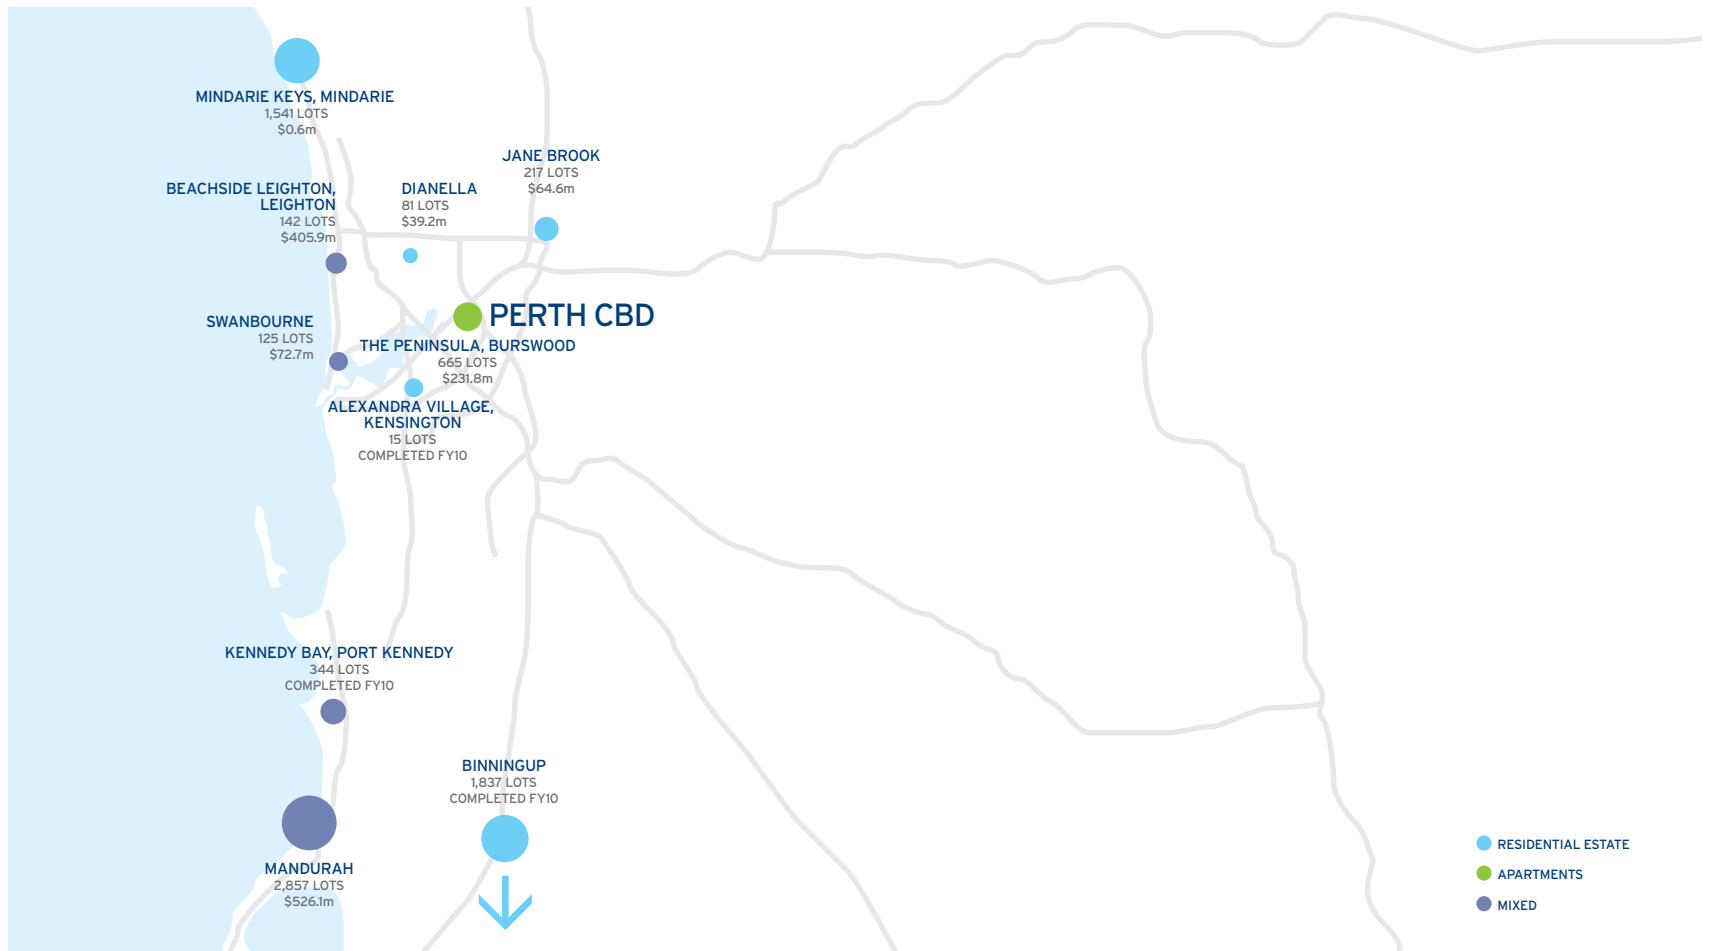 MINDARIE KEYS, MINDARIE
1,541 LOTS
$0.6m
JANE BROOK
217 LOTS
$64.6m
BEACHSIDE LEIGHTON,
LEIGHTON
142 LOTS
$405.9m
DIANELLA
81 LOTS
$39.2m
PERTH CBD
SWANBOURNE
125 LOTS
$72.7m
THE PENINSULA, BURSWOOD
665 LOTS
$231.8m
ALEXANDRA VILLAGE,
KENSINGTON
15 LOTS
COMPLETED FY10
KENNEDY BAY, PORT KENNEDY
344 LOTS
COMPLETED FY10
BINNINGUP
1,837 LOTS
COMPLETED FY10
MANDURAH
2,857 LOTS
$526.1m
RESIDENTIAL ESTATE
APARTMENTS
MIXED